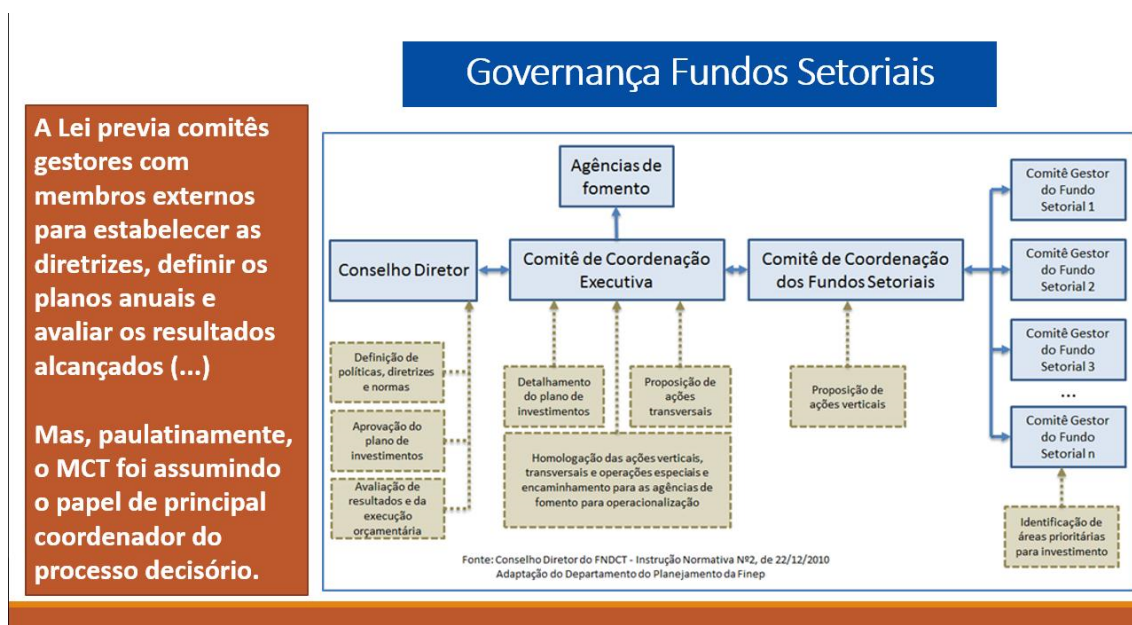 Governança Fundos Setoriais
A Lei previa comitês
gestores com
membros externos
para estabelecer as
diretrizes, definir os
planos anuais e
avaliar os resultados
alcançados (...)
Mas, paulatinamente,
o MCT foi assumindo
o papel de principal
coordenador do
processo decisório.
Agências de
fomento
Conselho Diretor
Comitê de Coordenação
Executiva
Comitê de Coordenação
dos Fundos Setoriais
Comitê Gestor
do Fundo
Setorial 1
Comitê Gestor
do Fundo
Setorial 2
Comitê Gestor
do Fundo
Setorial 3
...
Comitê Gestor
do Fundo
Setorial n
Definição de
políticas, diretrizes
e normas
Aprovação do
plano de
investimentos
Avaliação de
resultados e da
execução
orçamentária
Detalhamento
do plano de
investimentos
Proposição de
ações
transversais
Homologação das ações verticais,
transversais e operações especiais e
encaminhamento para as agências de
fomento para operacionalização
Proposição de
ações verticais
Identificação de
áreas prioritárias
para investimento
Fonte: Conselho Diretor do FNDCT - Instrução Normativa Nº2, de 22/12/2010
Adaptação do Departamento do Planejamento da Finep